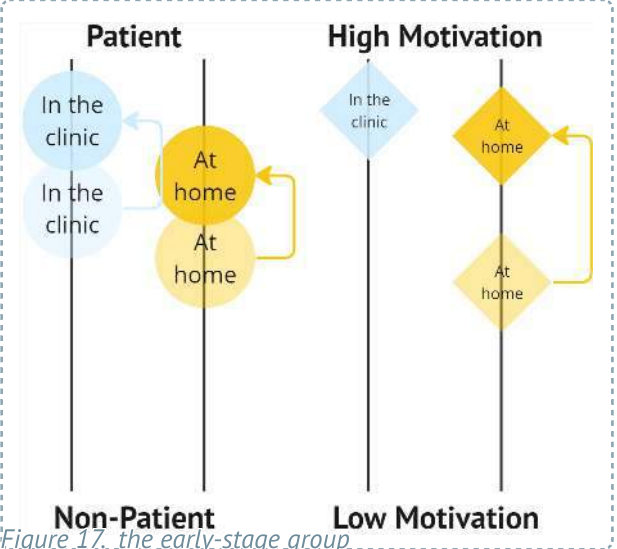 Patient
High Motivation
In the
clinic
In the
clinic
At
home
At
home
In the
clinic
At
home
At
home
Non-Patient
Low Motivation
Figure 17. the early-stage group